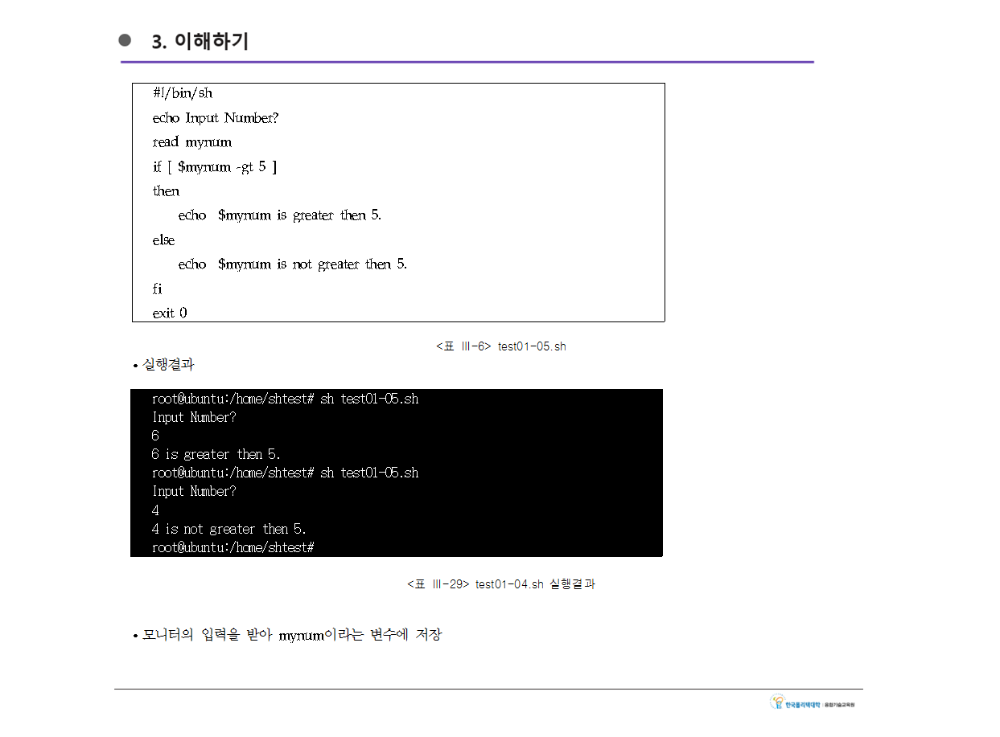 ● 3. 이해하기
#!/bin/sh
echo Input Number?
read mynum
if [ $mynum -gt 5 ]
then
echo $mynum is greater then 5.
else
echo $mynum is not greater then 5.
fi
exit 0
<표 III-6> test01-05.sh
• 실행결과
root@ubuntu:/home/shtest# sh test01-05.sh
Input Number?
6
6 is greater then 5.
root@ubuntu:/home/shtest# sh test01-05.sh
Input Number?
4
4 is not greater then 5.
root@ubuntu:/home/shtest#
<표 III-29> test01-04.sh 실행결과
• 모니터의 입력을 받아 mynum이라는 변수에 저장
한국폴리텍대학 | 융합기술교육원